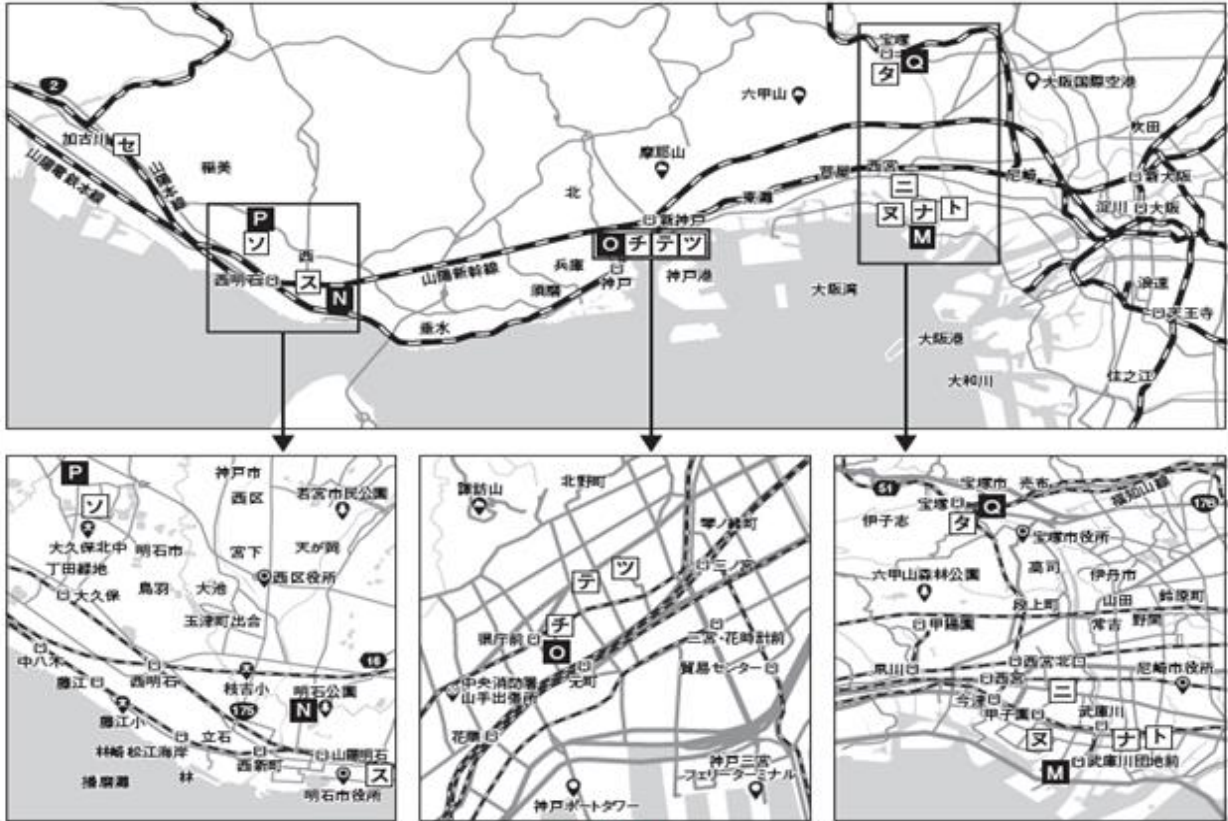 宝塚
Q
タ
大阪国際空港
2
六甲山
加古川
セ
吹田
山陽電鉄本線
山陽本線
稲美
摩耶山
北
芦屋
西宮
尼崎
新大阪
東灘
ニ
淀川
大阪
P
ソ
新神戸
ヌ
ナ
ト
西
O
チ
テ
ツ
M
西明石
ス
N
山陽新幹線
兵庫
須磨
神戸
神戸港
大阪湾
浪速
天王寺
垂水
大阪港
住之江
大和川
P
ソ
神戸市
西区
若宮市民公園
大久保北中
明石市
宮下
天が岡
丁田緑地
大久保
鳥羽
大池
西区役所
玉津町出合
中八木
藤江
西明石
枝吉小
明石公園
N
175
藤江小
林崎松江海岸
立石
西新町
山陽明石
ス
播磨灘
林
明石市役所
諏訪山
北野町
琴ノ緒町
テ
ツ
三ノ宮
チ
県庁前
O
三宮・花時計前
元町
貿易センター
中央消防署
山手出張所
花隈
神戸三宮
フェリーターミナル
神戸ポートタワー
51
宝塚市
売布
福知山線
176
宝塚
Q
伊子志
タ
宝塚市役所
六甲山森林公園
高司
伊丹市
段上町
山田
鈴原町
甲陽園
常吉
野間
夙川
西宮北口
尼崎市役所
西宮
今津
ニ
甲子園
武庫川
ヌ
ナ
ト
M
武庫川団地前